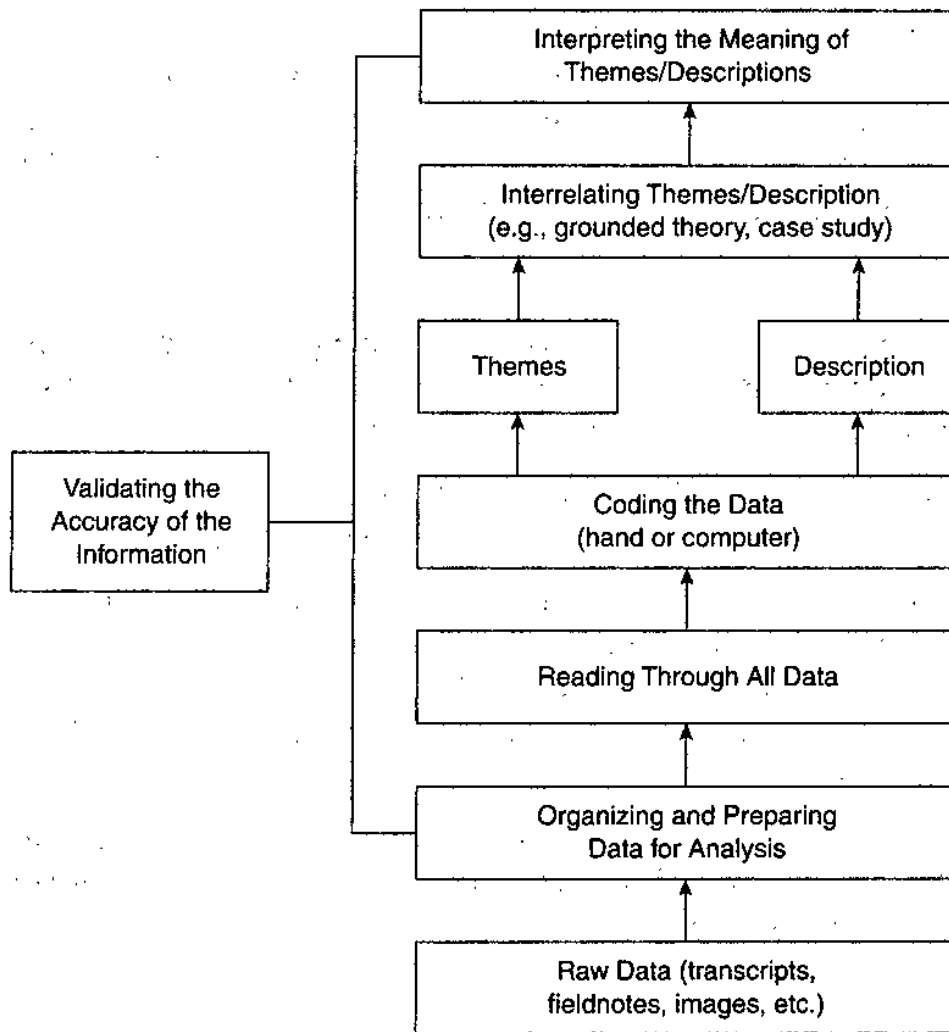 Interpreting the Meaning of
Themes/Descriptions
Interrelating Themes/Description
(e.g., grounded theory, case study)
Themes
Description
Validating the
Accuracy of the
Information
Coding the Data
(hand or computer)
Reading Through All Data
Organizing and Preparing
Data for Analysis
Raw Data (transcripts,
fieldnotes, images, etc.)